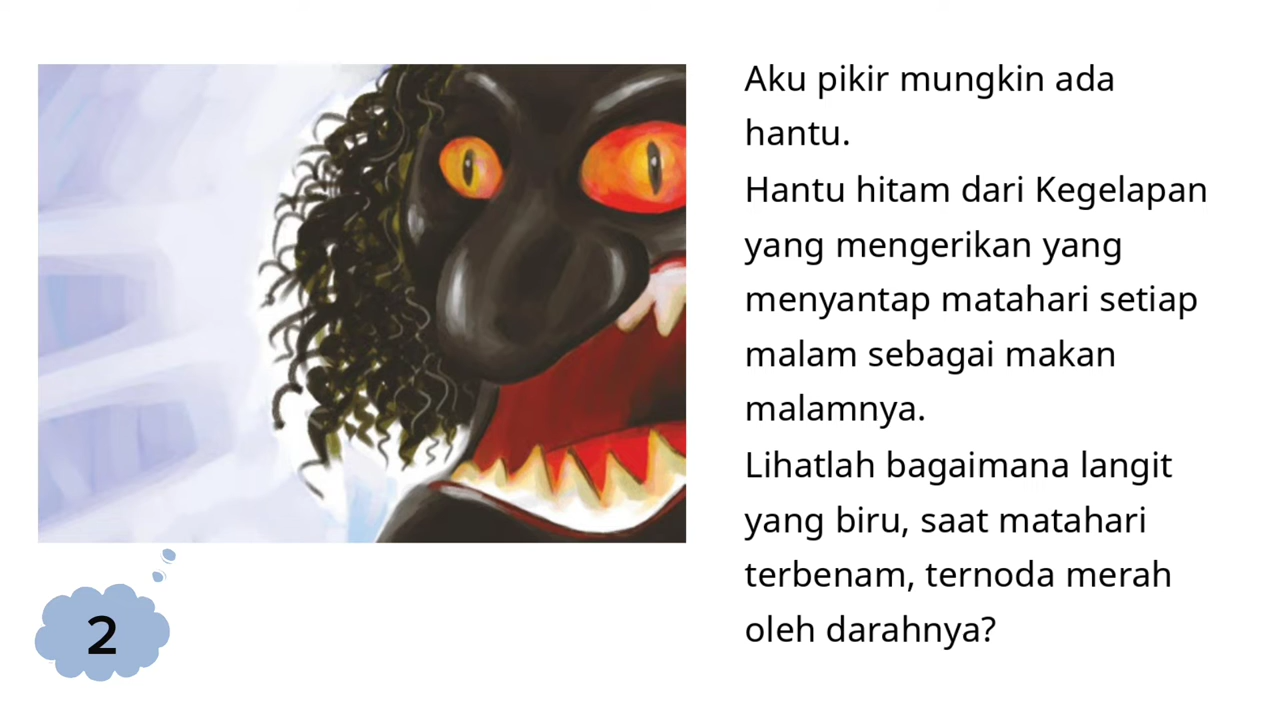 Aku pikir mungkin ada
hantu.
Hantu hitam dari Kegelapan
yang mengerikan yang
menyantap matahari setiap
malam sebagai makan
malamnya.
Lihatlah bagaimana langit
yang biru, saat matahari
terbenam, ternoda merah
oleh darahnya?
2